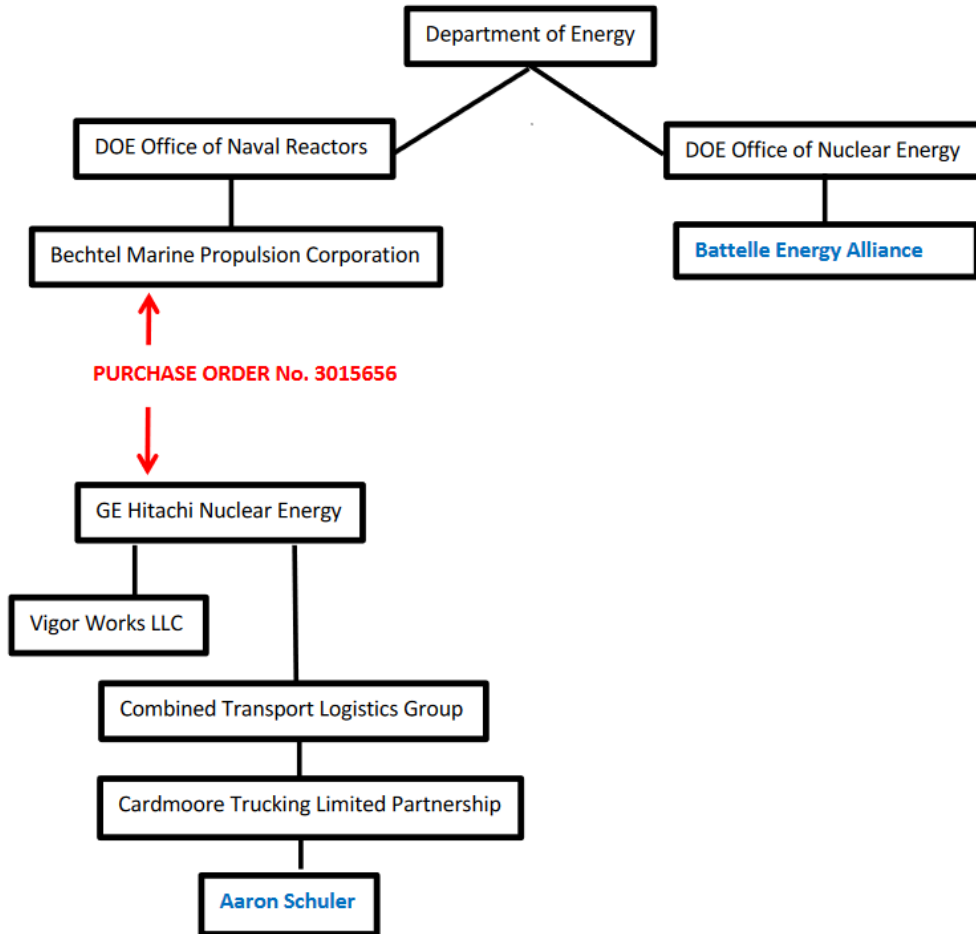 Department of Energy
DOE Office of Naval Reactors
DOE Office of Nuclear Energy
Bechtel Marine Propulsion Corporation
Battelle Energy Alliance
PURCHASE ORDER No. 3015656
GE Hitachi Nuclear Energy
Vigor Works LLC
Combined Transport Logistics Group
Cardmoore Trucking Limited Partnership
Aaron Schuler